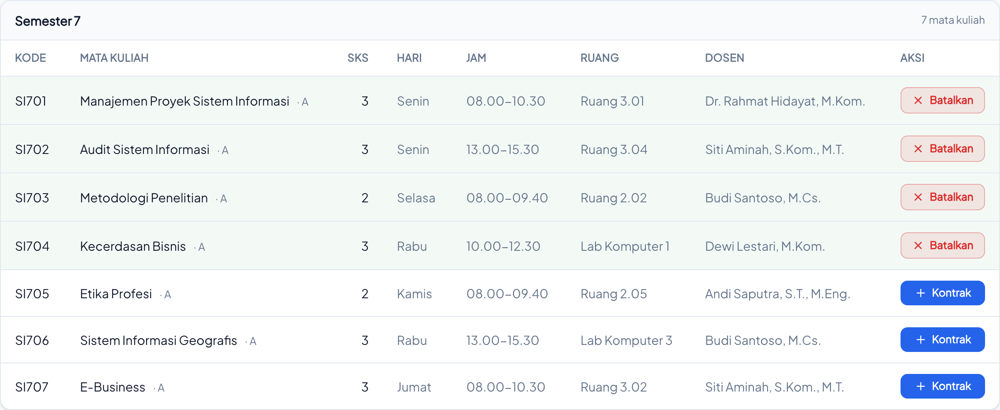 Semester 7 7 mata kuliah
KODE MATA KULIAH SKS HARI JAM RUANG DOSEN AKSI
SI701 Manajemen Proyek Sistem Informasi · A 3 Senin 08.00–10.30 Ruang 3.01 Dr. Rahmat Hidayat, M.Kom. × Batalkan
SI702 Audit Sistem Informasi · A 3 Senin 13.00–15.30 Ruang 3.04 Siti Aminah, S.Kom., M.T. × Batalkan
SI703 Metodologi Penelitian · A 2 Selasa 08.00–09.40 Ruang 2.02 Budi Santoso, M.Cs. × Batalkan
SI704 Kecerdasan Bisnis · A 3 Rabu 10.00–12.30 Lab Komputer 1 Dewi Lestari, M.Kom. × Batalkan
SI705 Etika Profesi · A 2 Kamis 08.00–09.40 Ruang 2.05 Andi Saputra, S.T., M.Eng. + Kontrak
SI706 Sistem Informasi Geografis · A 3 Rabu 13.00–15.30 Lab Komputer 3 Budi Santoso, M.Cs. + Kontrak
SI707 E-Business · A 3 Jumat 08.00–10.30 Ruang 3.02 Siti Aminah, S.Kom., M.T. + Kontrak